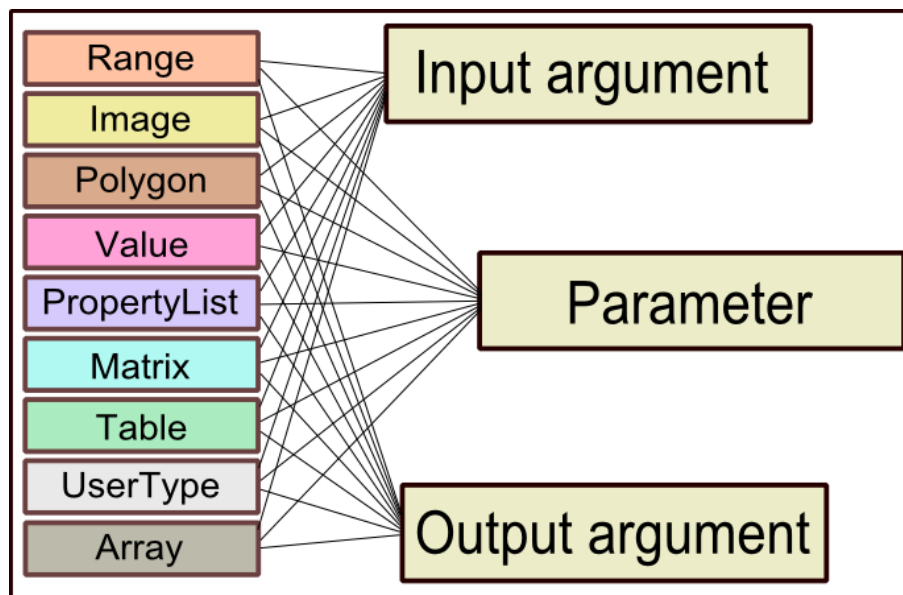 Range
Image
Polygon
Value
PropertyList
Matrix
Table
UserType
Array
Input argument
Parameter
Output argument